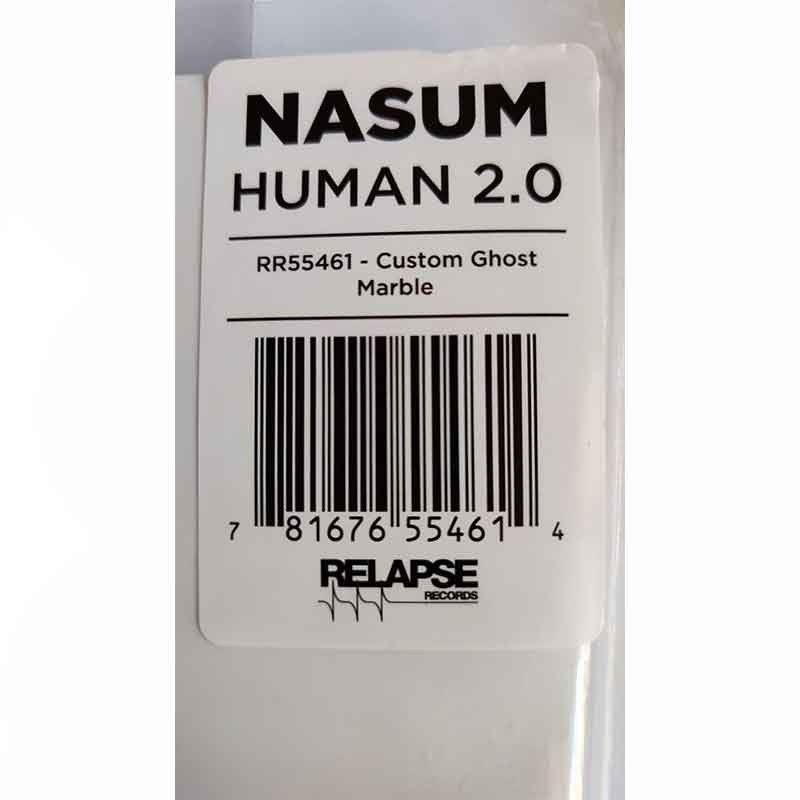 NASUM
HUMAN 2.0
RR55461 - Custom Ghost
Marble
7 81676 55461 4
RELAPSE
RECORDS